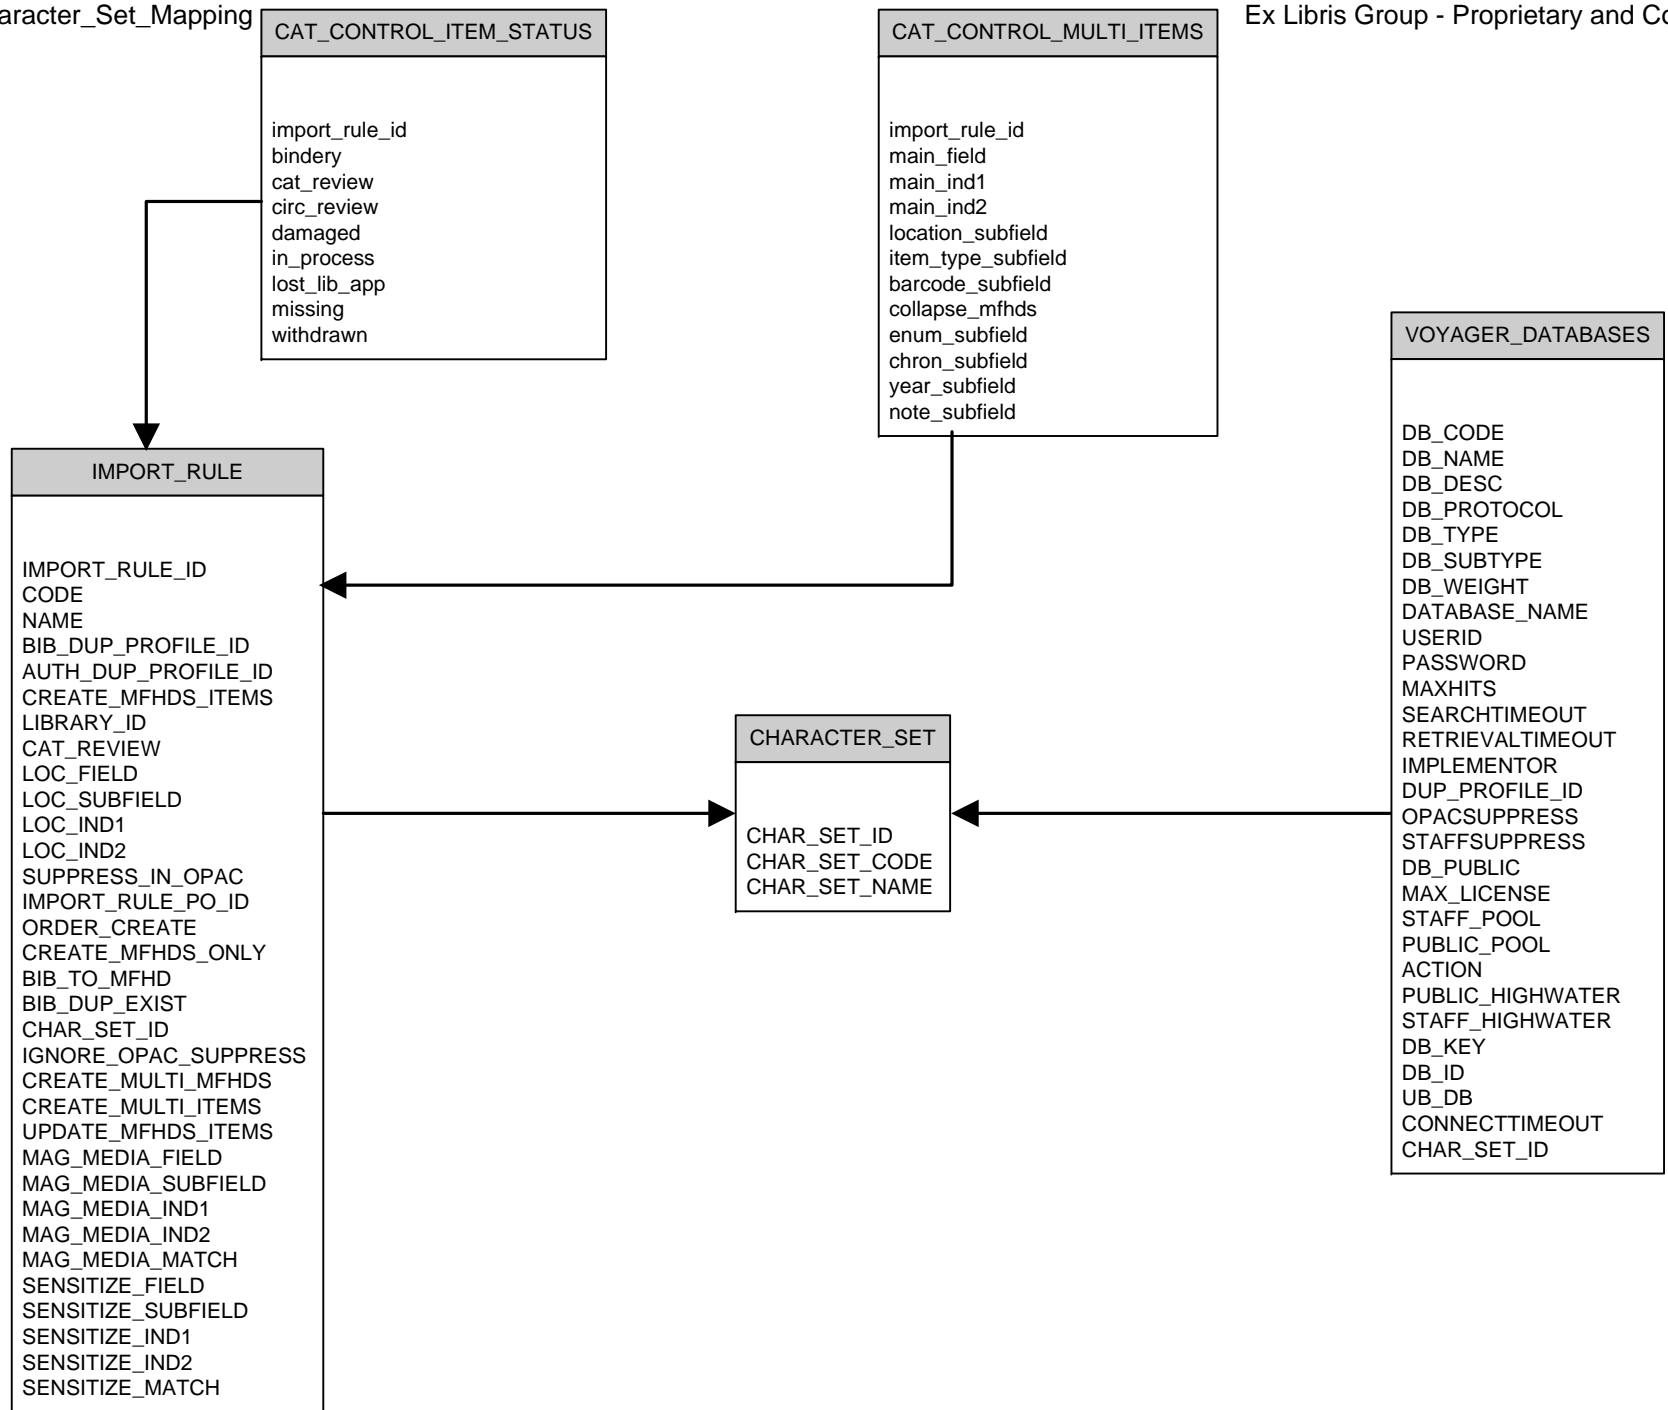 aracter_Set_Mapping
Ex Libris Group - Proprietary and Co
CAT_CONTROL_ITEM_STATUS
import_rule_id
bindery
cat_review
circ_review
damaged
in_process
lost_lib_app
missing
withdrawn
CAT_CONTROL_MULTI_ITEMS
import_rule_id
main_field
main_ind1
main_ind2
location_subfield
item_type_subfield
barcode_subfield
collapse_mfhds
enum_subfield
chron_subfield
year_subfield
note_subfield
VOYAGER_DATABASES
DB_CODE
DB_NAME
DB_DESC
DB_PROTOCOL
DB_TYPE
DB_SUBTYPE
DB_WEIGHT
DATABASE_NAME
USERID
PASSWORD
MAXHITS
SEARCHTIMEOUT
RETRIEVALTIMEOUT
IMPLEMENTOR
DUP_PROFILE_ID
OPACSUPPRESS
STAFFSUPPRESS
DB_PUBLIC
MAX_LICENSE
STAFF_POOL
PUBLIC_POOL
ACTION
PUBLIC_HIGHWATER
STAFF_HIGHWATER
DB_KEY
DB_ID
UB_DB
CONNECTTIMEOUT
CHAR_SET_ID
IMPORT_RULE
IMPORT_RULE_ID
CODE
NAME
BIB_DUP_PROFILE_ID
AUTH_DUP_PROFILE_ID
CREATE_MFHDS_ITEMS
LIBRARY_ID
CAT_REVIEW
LOC_FIELD
LOC_SUBFIELD
LOC_IND1
LOC_IND2
SUPPRESS_IN_OPAC
IMPORT_RULE_PO_ID
ORDER_CREATE
CREATE_MFHDS_ONLY
BIB_TO_MFHD
BIB_DUP_EXIST
CHAR_SET_ID
IGNORE_OPAC_SUPPRESS
CREATE_MULTI_MFHDS
CREATE_MULTI_ITEMS
UPDATE_MFHDS_ITEMS
MAG_MEDIA_FIELD
MAG_MEDIA_SUBFIELD
MAG_MEDIA_IND1
MAG_MEDIA_IND2
MAG_MEDIA_MATCH
SENSITIZE_FIELD
SENSITIZE_SUBFIELD
SENSITIZE_IND1
SENSITIZE_IND2
SENSITIZE_MATCH
CHARACTER_SET
CHAR_SET_ID
CHAR_SET_CODE
CHAR_SET_NAME